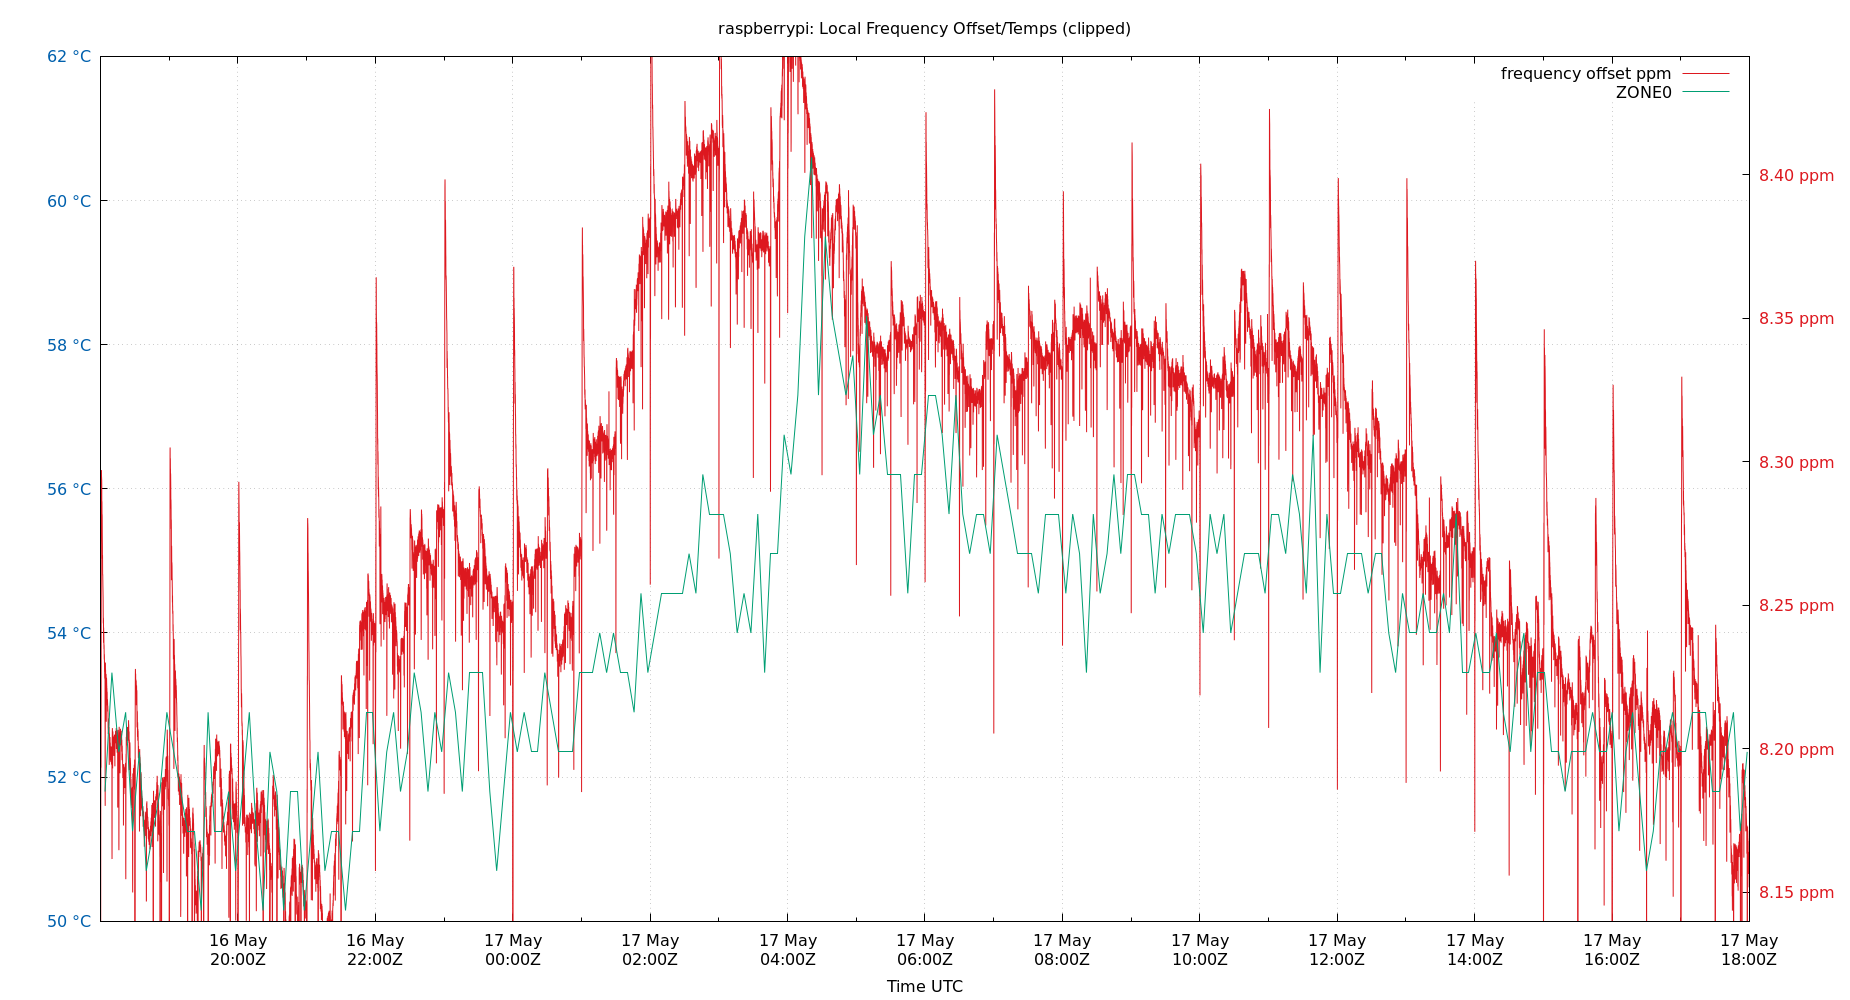 raspberrypi: Local Frequency Offset/Temps (clipped)
62 °C
60 °C
58 °C
56 °C
54 °C
52 °C
50 °C
frequency offset ppm
ZONE0
8.40 ppm
8.35 ppm
8.30 ppm
8.25 ppm
8.20 ppm
8.15 ppm
16 May
20:00Z
16 May
22:00Z
17 May
00:00Z
17 May
02:00Z
17 May
04:00Z
17 May
06:00Z
17 May
08:00Z
17 May
10:00Z
17 May
12:00Z
17 May
14:00Z
17 May
16:00Z
17 May
18:00Z
Time UTC